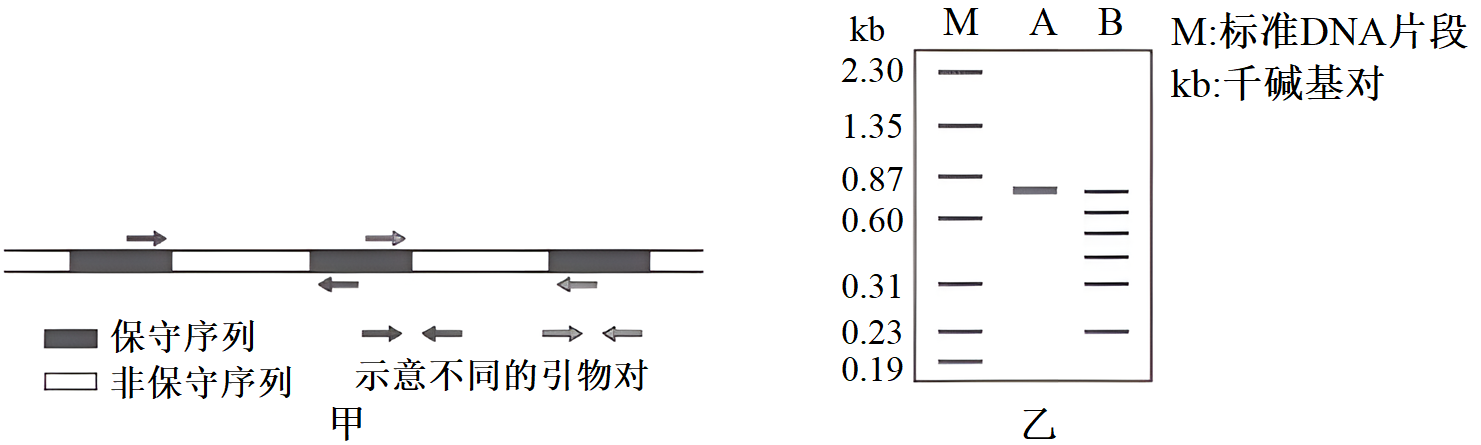 保守序列
非保守序列
示意不同的引物对
甲
kb M A B
2.30
1.35
0.87
0.60
0.31
0.23
0.19
乙
M:标准DNA片段
kb:千碱基对